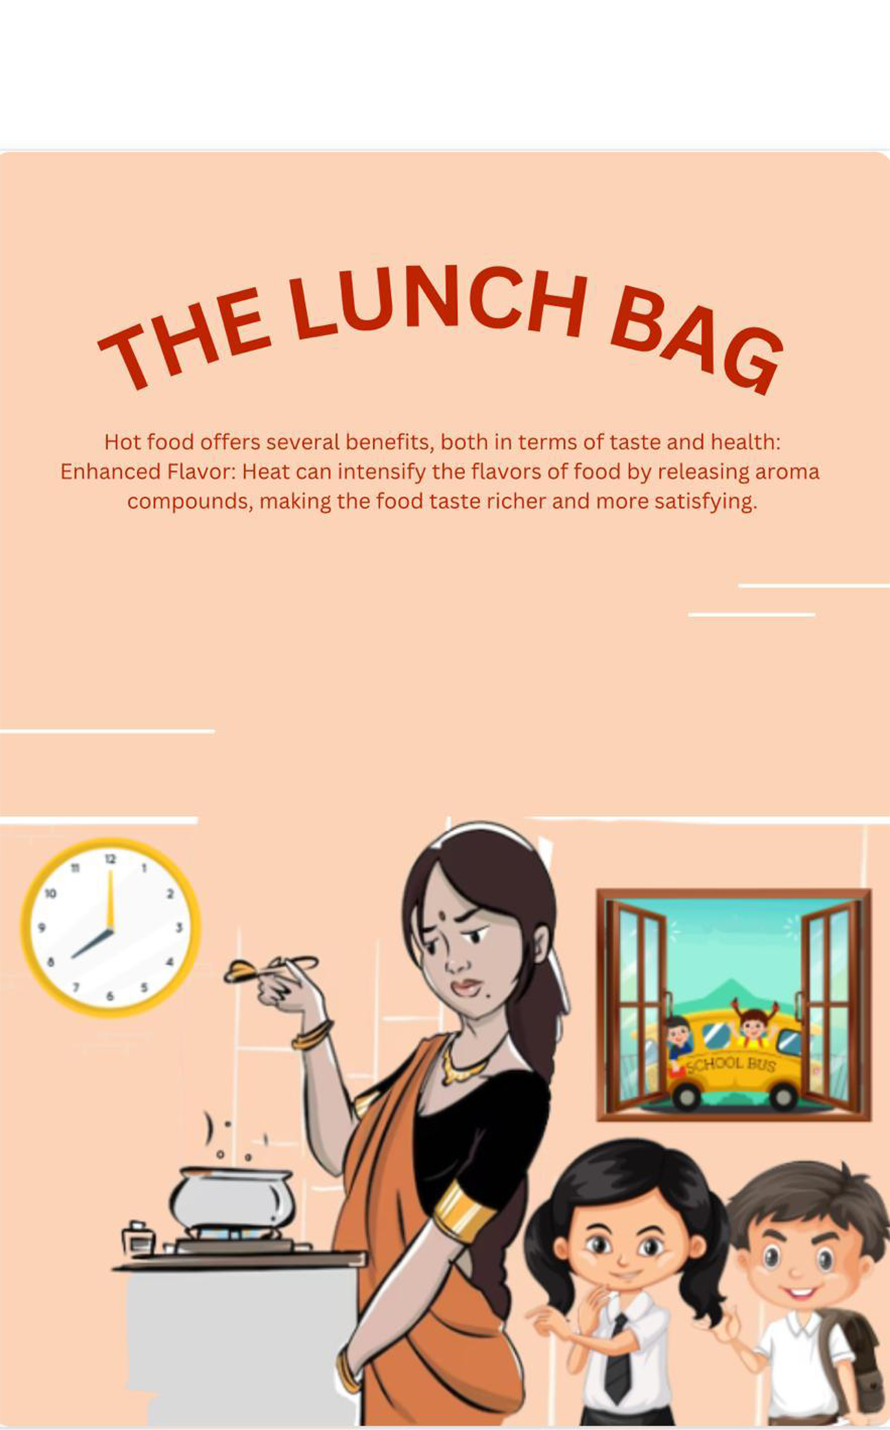 THE LUNCH BAG
Hot food offers several benefits, both in terms of taste and health:
Enhanced Flavor: Heat can intensify the flavors of food by releasing aroma
compounds, making the food taste richer and more satisfying.
12
11 1
10 2
9 3
8 4
7 5
6
SCHOOL BUS